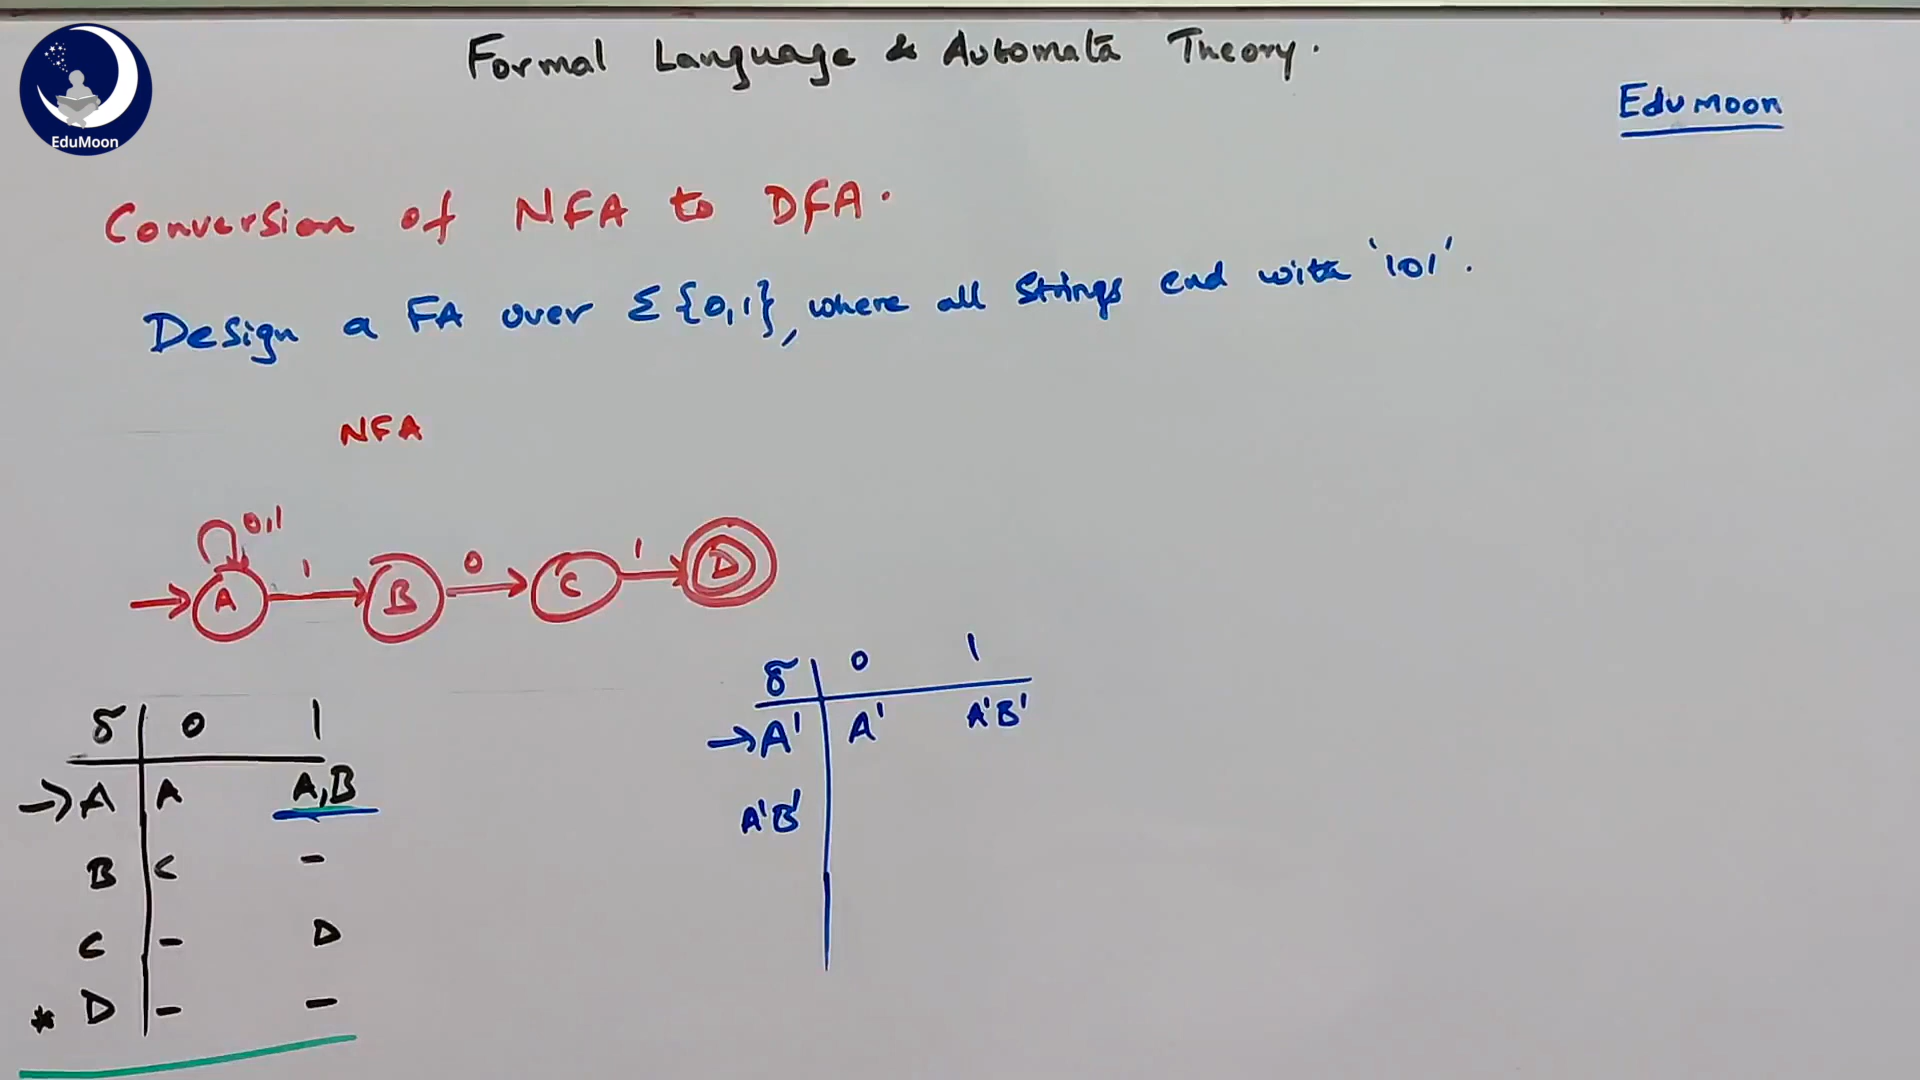 Formal Language & Automata Theory.
EduMoon
Edu moon
Conversion of NFA to DFA.
Design a FA over Σ {0,1}, where all Strings end with '101'.
NFA
0,1
1 0 1
A B C D
δ 0 1
→A' A' A'B'
A'B'
δ 0 1
→A A A,B
B C -
C - D
* D - -